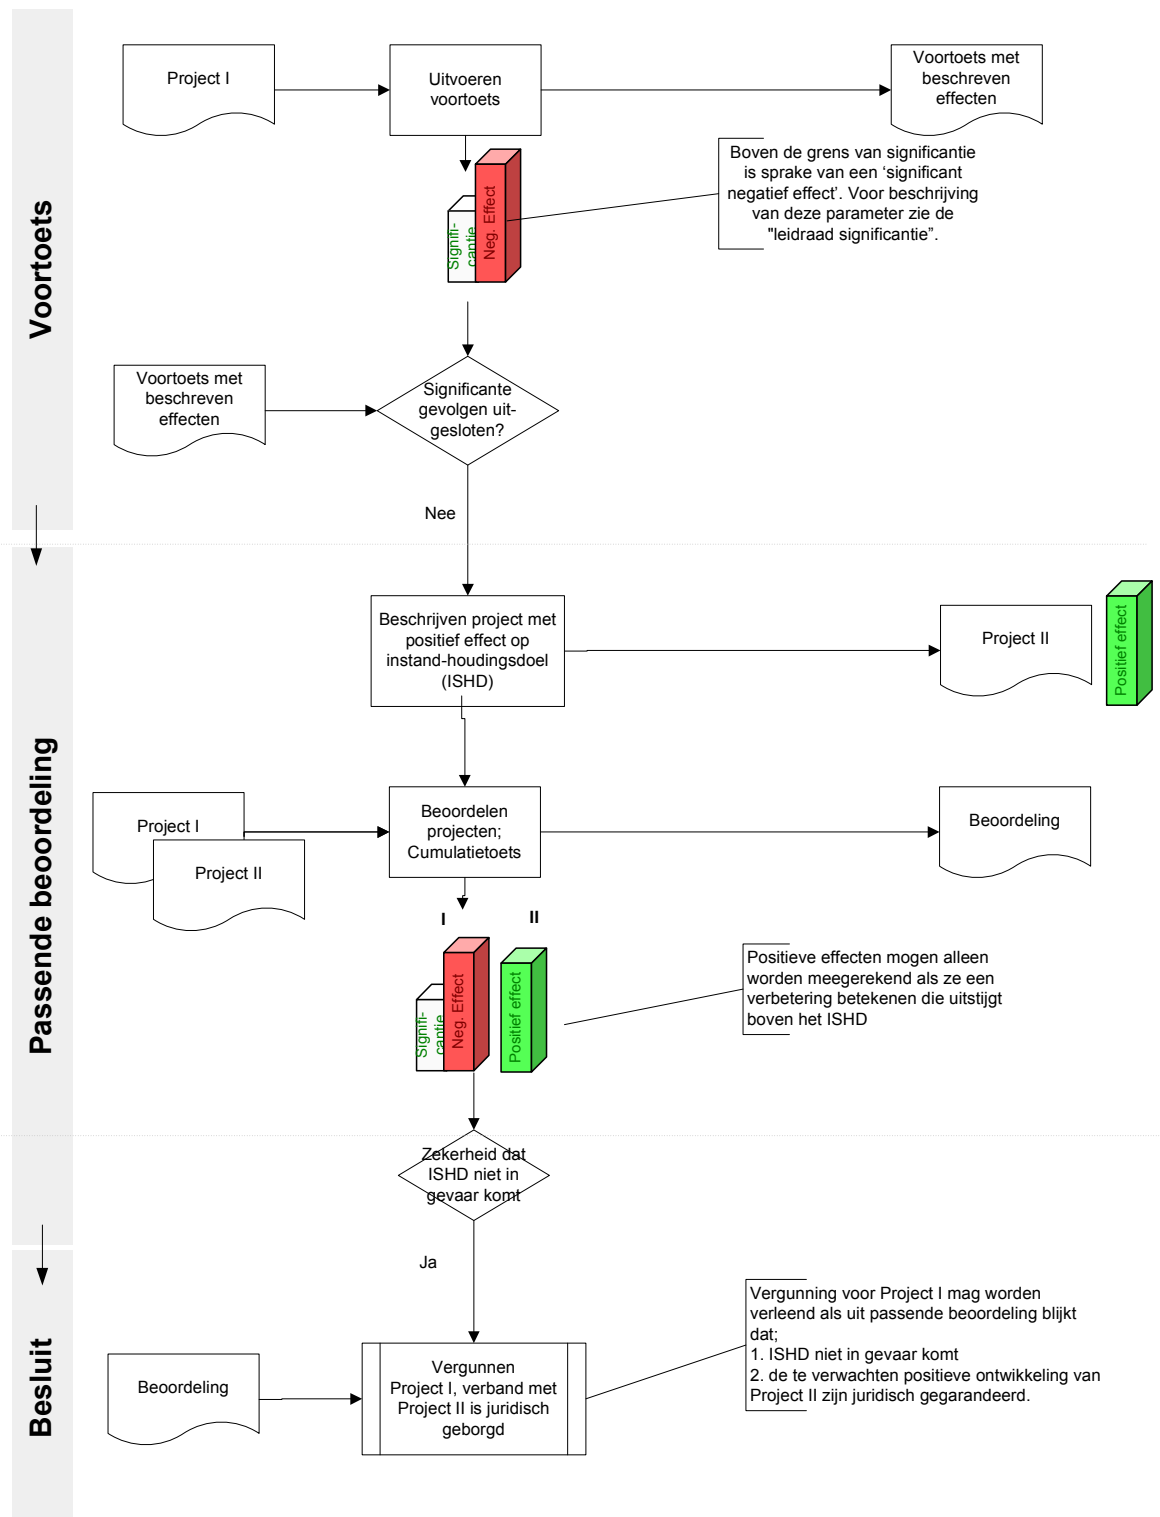 Voortoets
Project I
Uitvoeren
voortoets
Voortoets met
beschreven
effecten
Signifi-
cantie
Neg. Effect
Boven de grens van significantie
is sprake van een ‘significant
negatief effect’. Voor beschrijving
van deze parameter zie de
"leidraad significantie”.
Voortoets met
beschreven
effecten
Significante
gevolgen uit-
gesloten?
Nee
Passende beoordeling
Beschrijven project met
positief effect op
instand-houdingsdoel
(ISHD)
Project II
Positief effect
Project I
Project II
Beoordelen
projecten;
Cumulatietoets
Beoordeling
I
II
Signifi-
cantie
Neg. Effect
Positief effect
Positieve effecten mogen alleen
worden meegerekend als ze een
verbetering betekenen die uitstijgt
boven het ISHD
Zekerheid dat
ISHD niet in
gevaar komt
Ja
Besluit
Beoordeling
Vergunnen
Project I, verband met
Project II is juridisch
geborgd
Vergunning voor Project I mag worden
verleend als uit passende beoordeling blijkt
dat;
1. ISHD niet in gevaar komt
2. de te verwachten positieve ontwikkeling van
Project II zijn juridisch gegarandeerd.